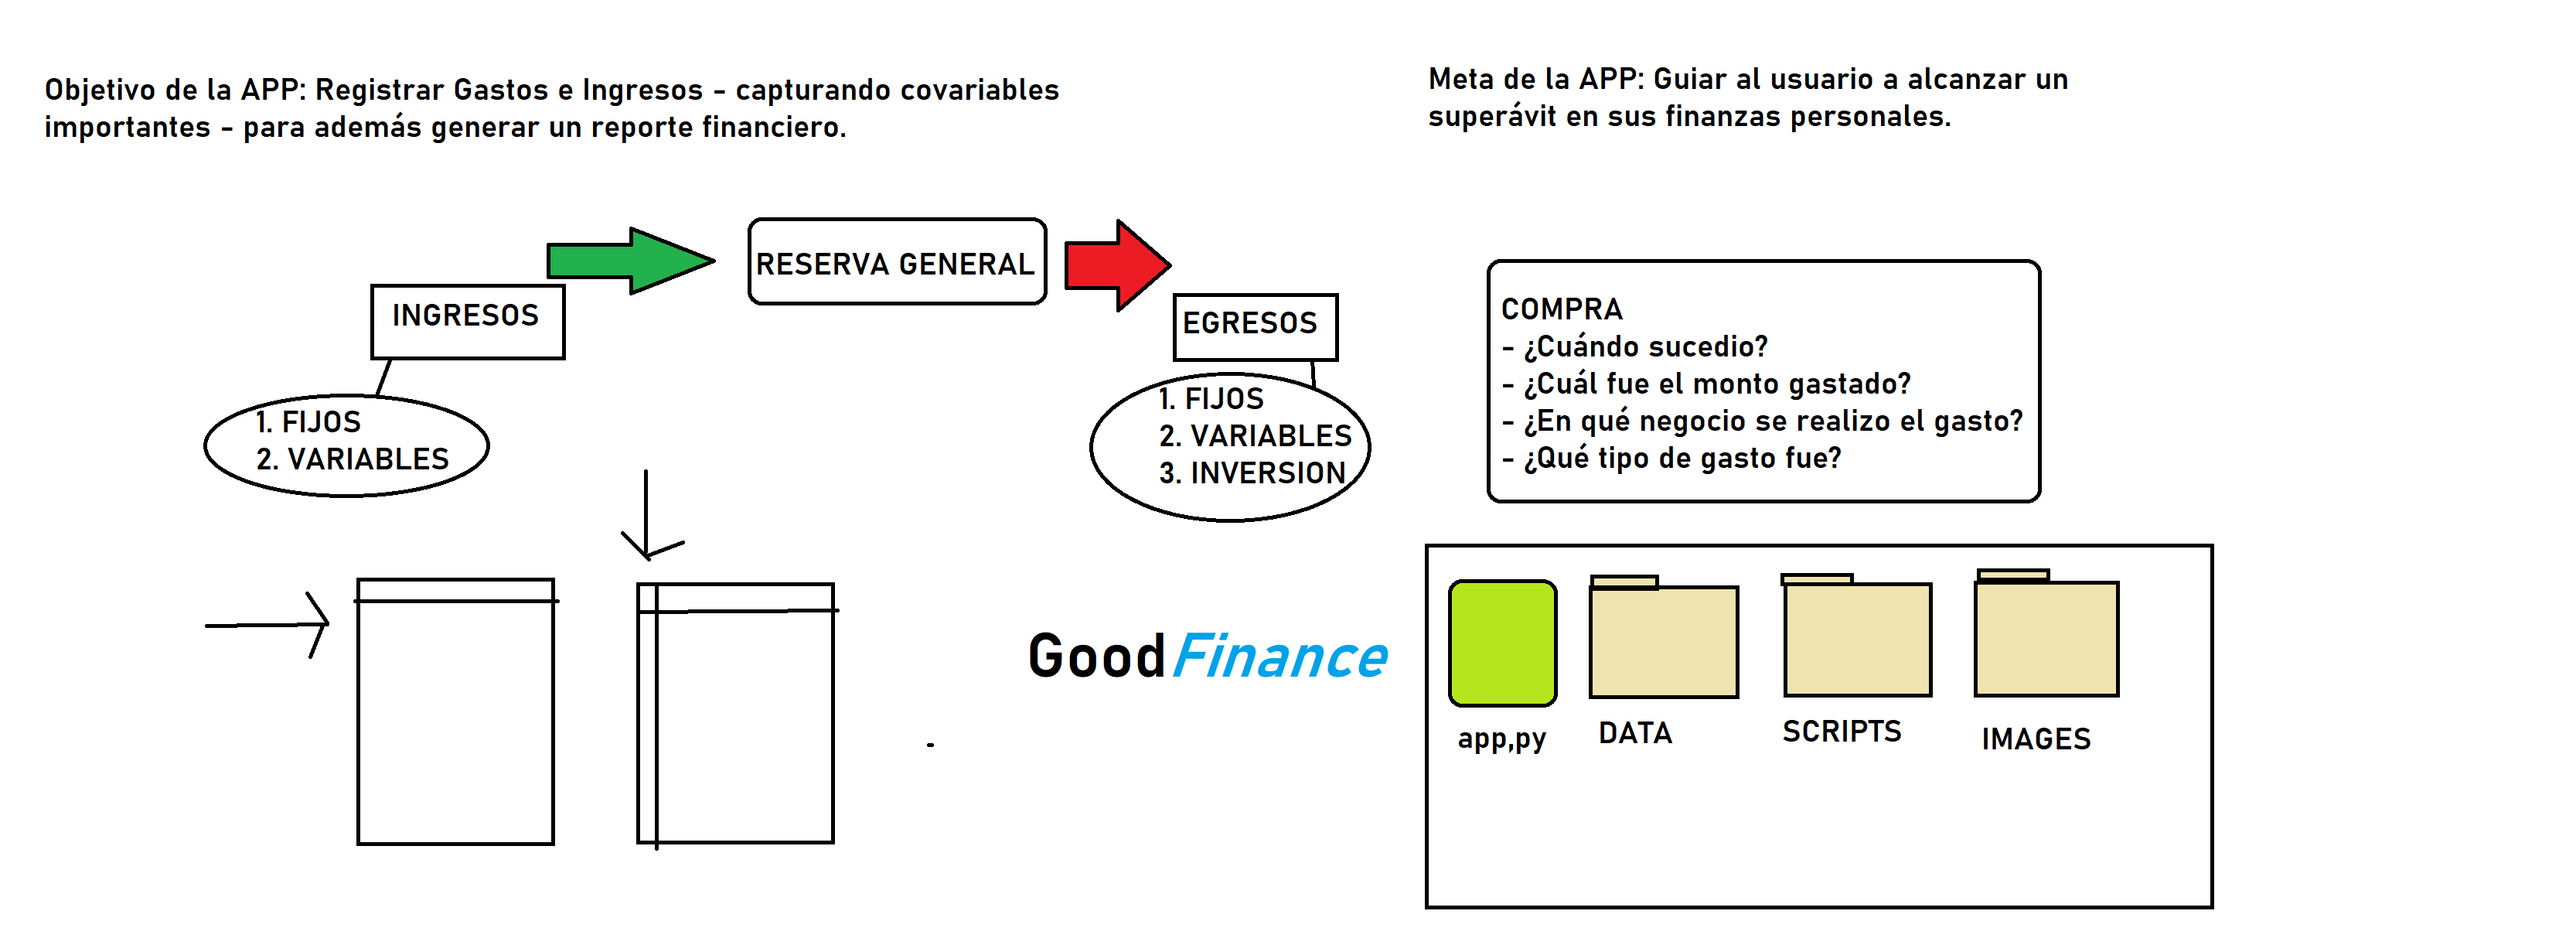 Objetivo de la APP: Registrar Gastos e Ingresos - capturando covariables
importantes - para además generar un reporte financiero.
Meta de la APP: Guiar al usuario a alcanzar un
superávit en sus finanzas personales.
RESERVA GENERAL
INGRESOS
1. FIJOS
2. VARIABLES
EGRESOS
1. FIJOS
2. VARIABLES
3. INVERSION
COMPRA
- ¿Cuándo sucedio?
- ¿Cuál fue el monto gastado?
- ¿En qué negocio se realizo el gasto?
- ¿Qué tipo de gasto fue?
GoodFinance
app,py
DATA
SCRIPTS
IMAGES